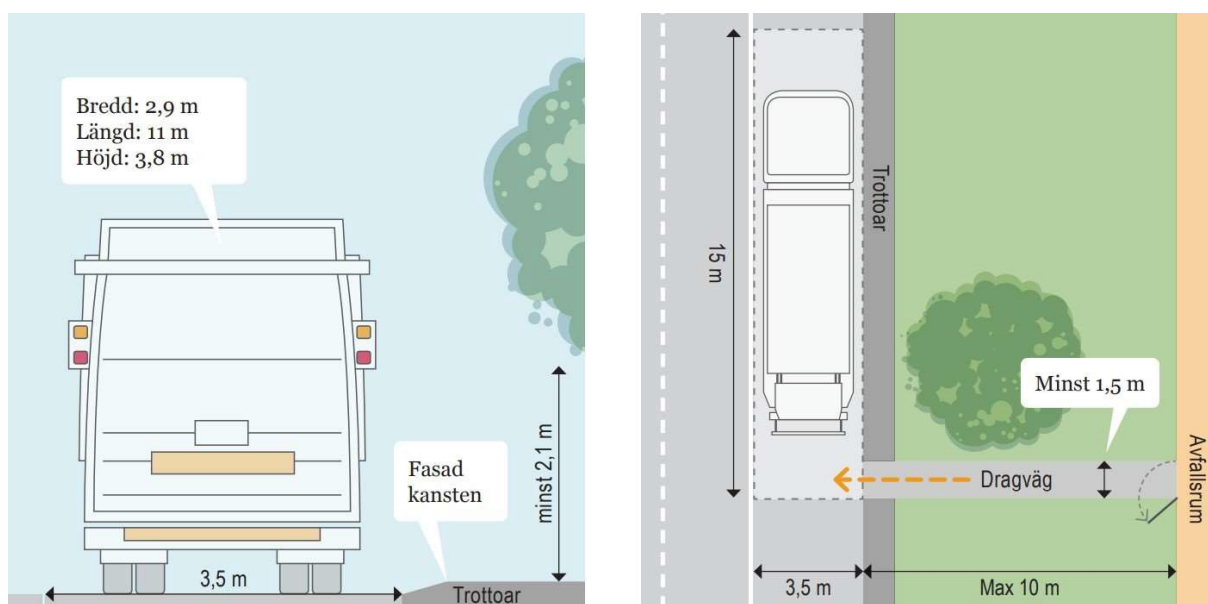 Bredd: 2,9 m
Längd: 11 m
Höjd: 3,8 m
minst 2,1 m
Fasad
kansten
3,5 m
Trottoar
Trottoar
15 m
Minst 1,5 m
Dragväg
Avfallsrum
3,5 m
Max 10 m